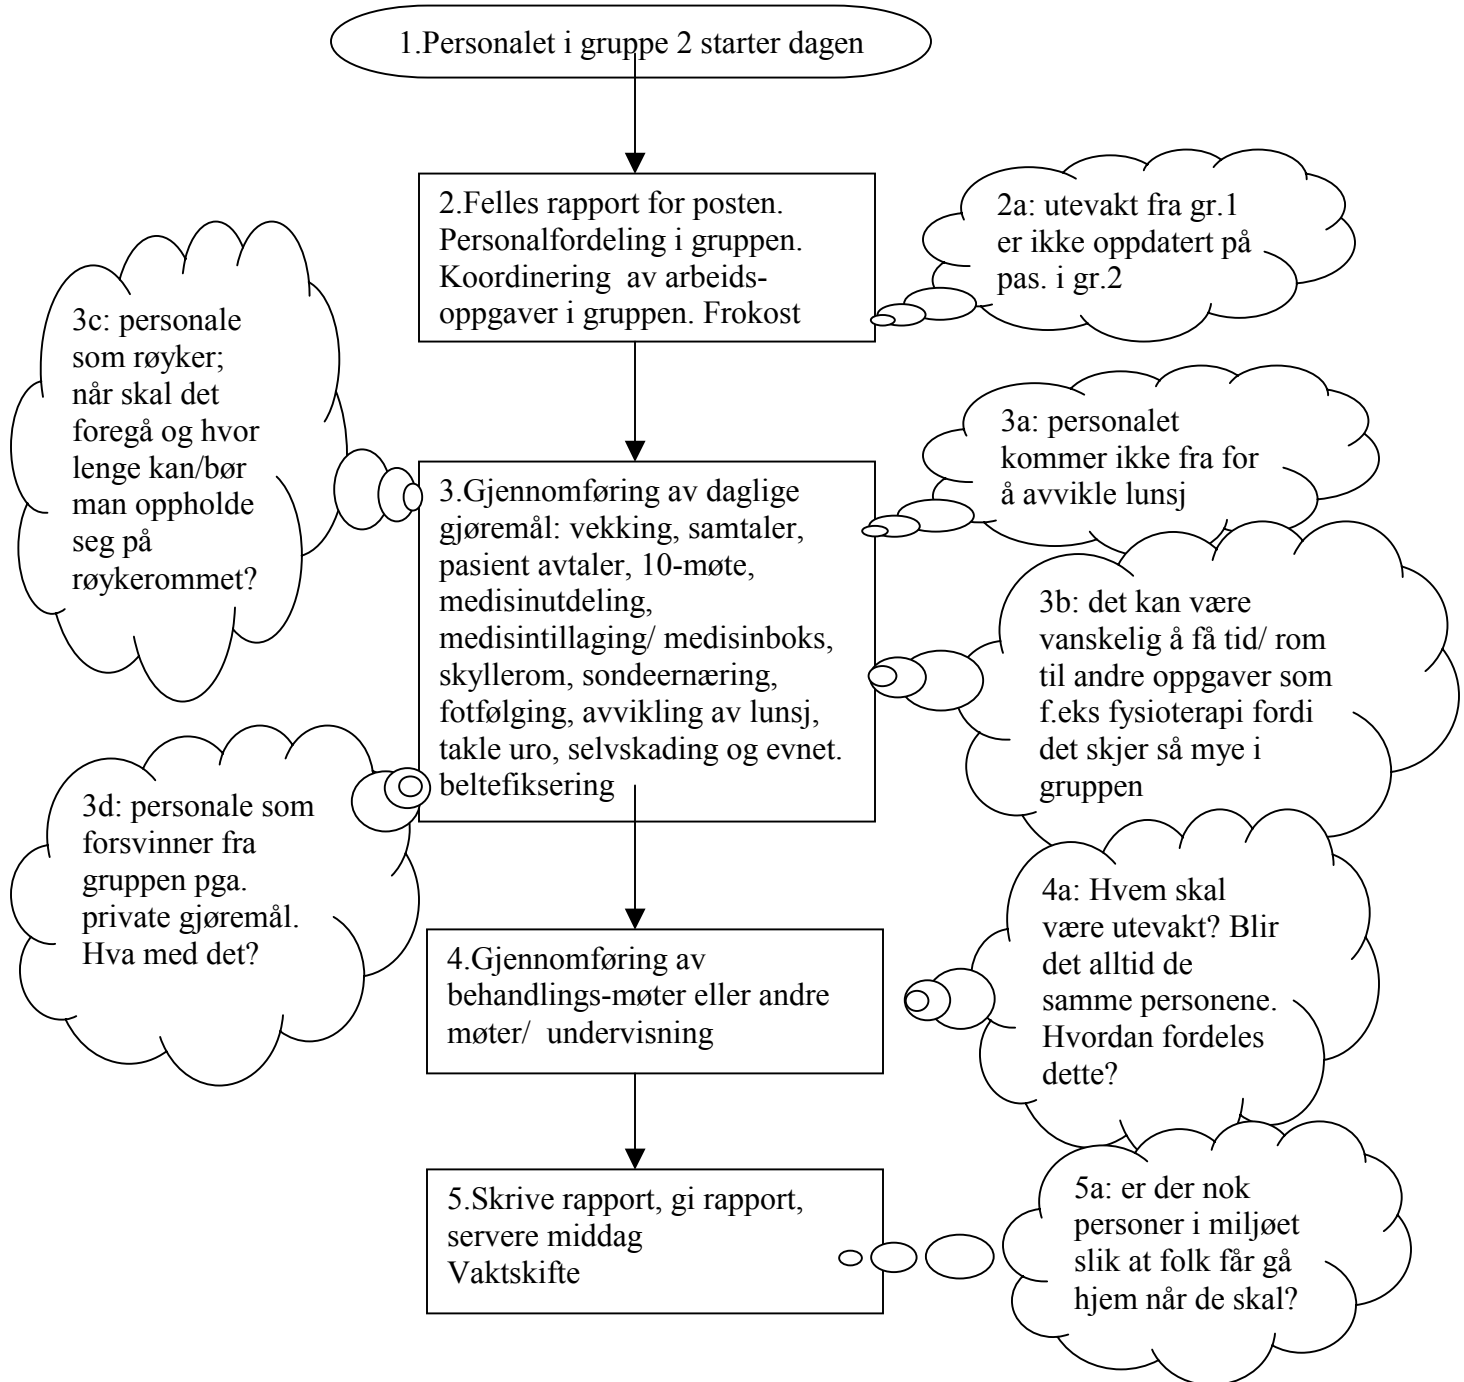 1.Personalet i gruppe 2 starter dagen
2.Felles rapport for posten.
Personalfordeling i gruppen.
Koordinering  av arbeids-
oppgaver i gruppen. Frokost
2a: utevakt fra gr.1
er ikke oppdatert på
pas. i gr.2
3c: personale
som røyker;
når skal det
foregå og hvor
lenge kan/bør
man oppholde
seg på
røykerommet?
3.Gjennomføring av daglige
gjøremål: vekking, samtaler,
pasient avtaler, 10-møte,
medisinutdeling,
medisintillaging/ medisinboks,
skyllerom, sondeernæring,
fotfølging, avvikling av lunsj,
takle uro, selvskading og evnet.
beltefiksering
3a: personalet
kommer ikke fra for
å avvikle lunsj
3b: det kan være
vanskelig å få tid/ rom
til andre oppgaver som
f.eks fysioterapi fordi
det skjer så mye i
gruppen
3d: personale som
forsvinner fra
gruppen pga.
private gjøremål.
Hva med det?
4.Gjennomføring av
behandlings-møter eller andre
møter/  undervisning
4a: Hvem skal
være utevakt? Blir
det alltid de
samme personene.
Hvordan fordeles
dette?
5.Skrive rapport, gi rapport,
servere middag
Vaktskifte
5a: er der nok
personer i miljøet
slik at folk får gå
hjem når de skal?